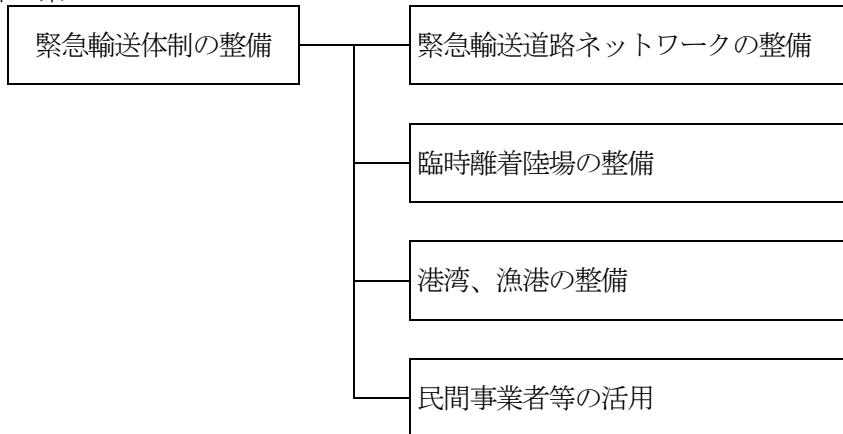 緊急輸送体制の整備
緊急輸送道路ネットワークの整備
臨時離着陸場の整備
港湾、漁港の整備
民間事業者等の活用